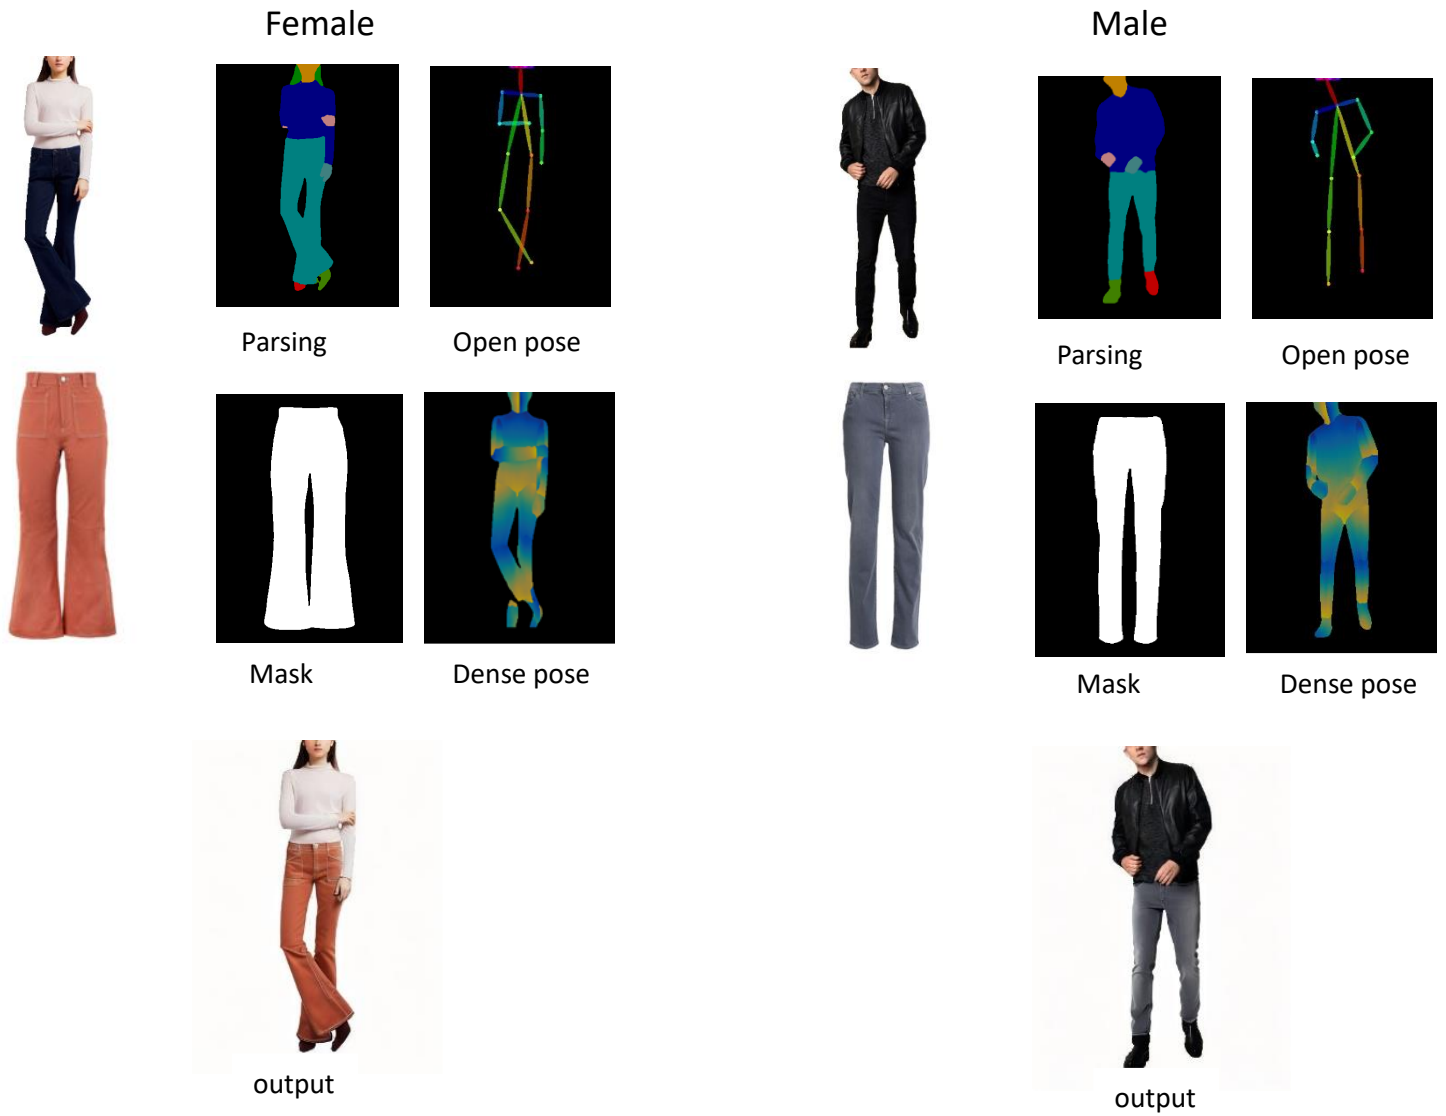 Female
Male
Parsing
Open pose
Parsing
Open pose
Mask
Dense pose
Mask
Dense pose
output
output